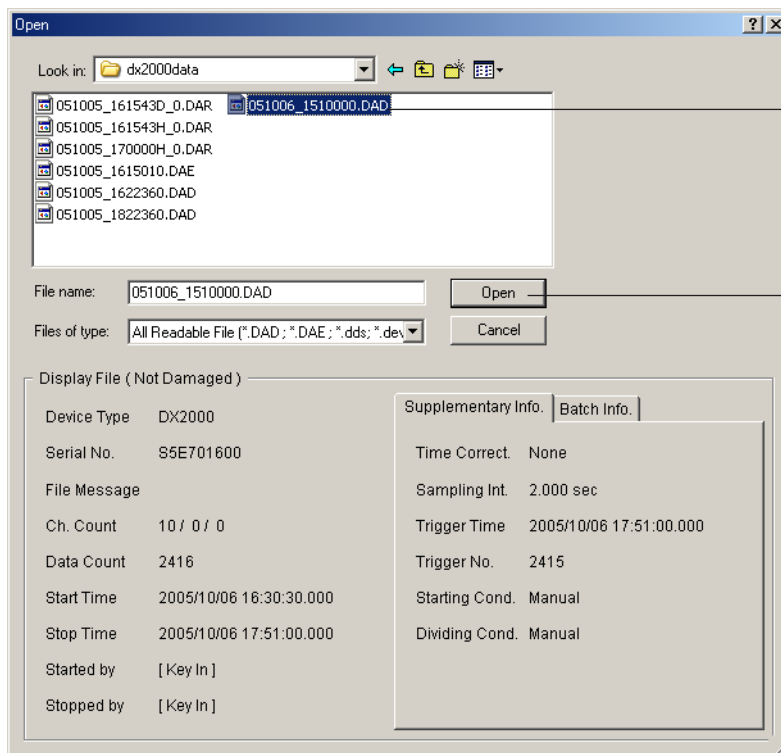 Open
Look in: dx2000data
051005_161543D_0.DAR 051006_1510000.DAD
051005_161543H_0.DAR
051005_170000H_0.DAR
051005_1615010.DAE
051005_1622360.DAD
051005_1822360.DAD
File name: 051006_1510000.DAD Open
Files of type: All Readable File (*.DAD ; *.DAE ; *.dds; *.dev Cancel
Display File ( Not Damaged )
Device Type DX2000
Serial No. S5E701600
File Message
Ch. Count 10 / 0 / 0
Data Count 2416
Start Time 2005/10/06 16:30:30.000
Stop Time 2005/10/06 17:51:00.000
Started by [ Key In ]
Stopped by [ Key In ]
Supplementary Info. Batch Info.
Time Correct. None
Sampling Int. 2.000 sec
Trigger Time 2005/10/06 17:51:00.000
Trigger No. 2415
Starting Cond. Manual
Dividing Cond. Manual